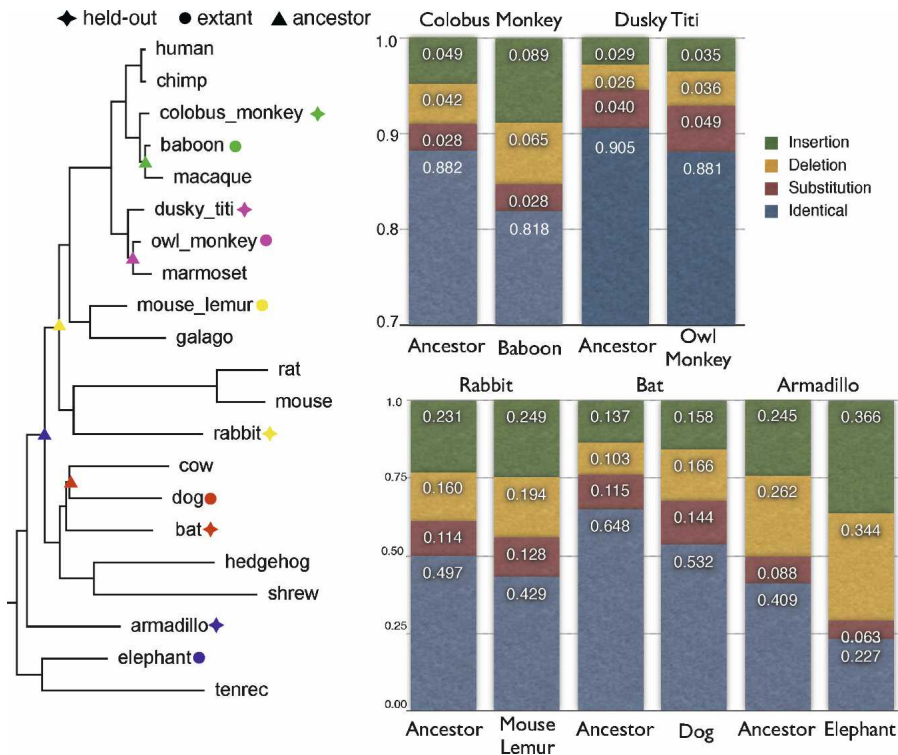 held-out extant ancestor
human
chimp
colobus_monkey
baboon
macaque
dusky_titi
owl_monkey
marmoset
mouse_lemur
galago
rat
mouse
rabbit
cow
dog
bat
hedgehog
shrew
armadillo
elephant
tenrec
Colobus Monkey Dusky Titi
1.0
0.9
0.8
0.7
0.049 0.089 0.029 0.035
0.042 0.065 0.026 0.036
0.028 0.028 0.040 0.049
0.882 0.818 0.905 0.881
Insertion
Deletion
Substitution
Identical
Ancestor Baboon Ancestor Owl
Monkey
Rabbit Bat Armadillo
1.0
0.75
0.50
0.25
0.00
0.231 0.249 0.137 0.158 0.245 0.366
0.160 0.194 0.103 0.166 0.262 0.344
0.114 0.128 0.115 0.144 0.088 0.063
0.497 0.429 0.648 0.532 0.409 0.227
Ancestor Mouse Ancestor Dog Ancestor Elephant
Lemur